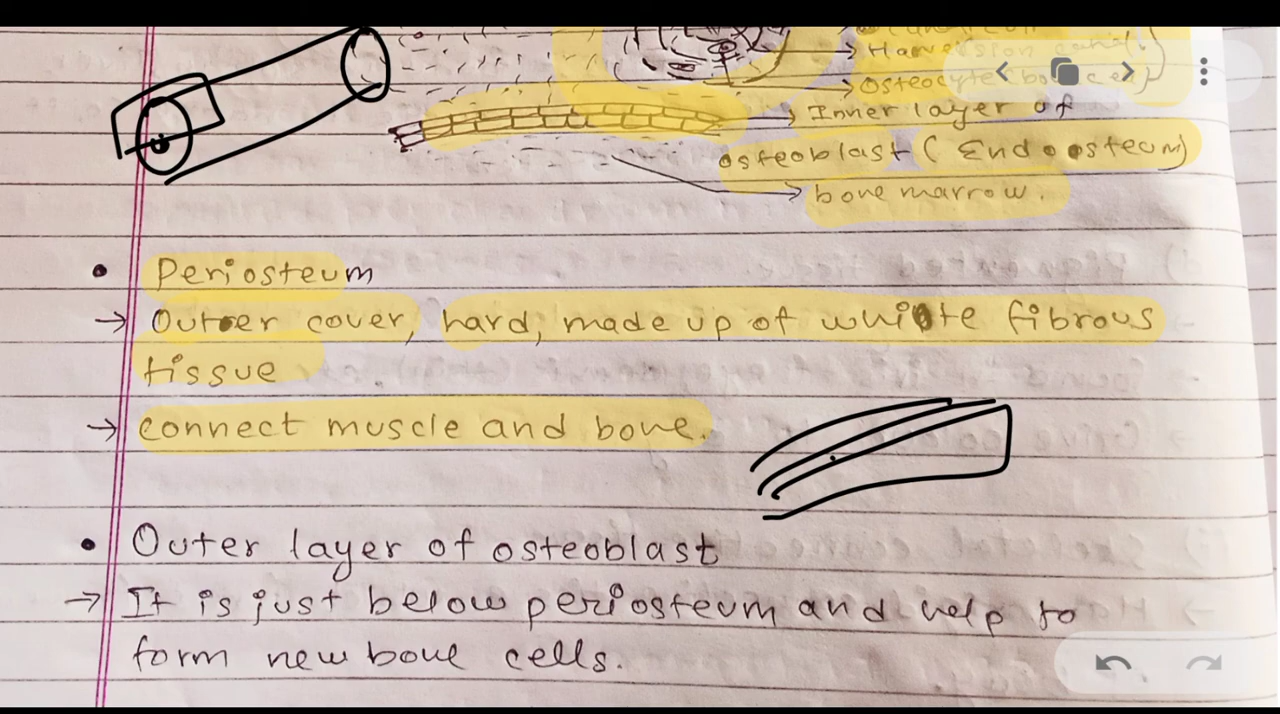 → Haversion canal.
→ Osteocyte (bone cell)
→ Inner layer of
osteoblast ( Endoosteum)
→ bone marrow.
• Periosteum
→ Outer cover, hard, made up of white fibrous
tissue
→ connect muscle and bone.
• Outer layer of osteoblast
→ It is just below periosteum and help to
form new bone cells.